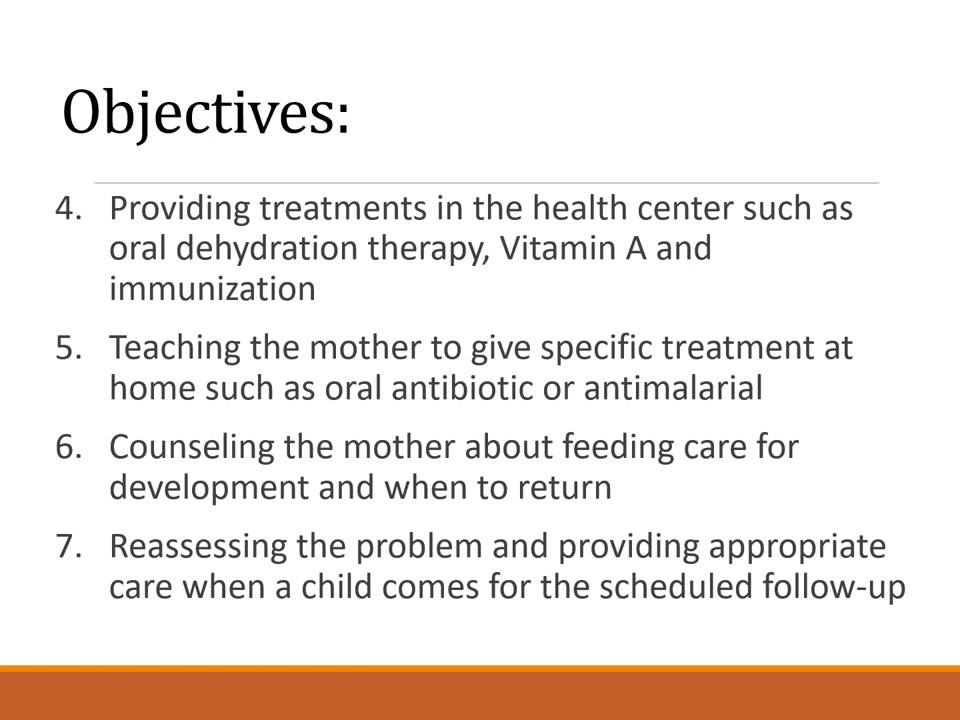 Objectives:
4. Providing treatments in the health center such as
oral dehydration therapy, Vitamin A and
immunization
5. Teaching the mother to give specific treatment at
home such as oral antibiotic or antimalarial
6. Counseling the mother about feeding care for
development and when to return
7. Reassessing the problem and providing appropriate
care when a child comes for the scheduled follow-up